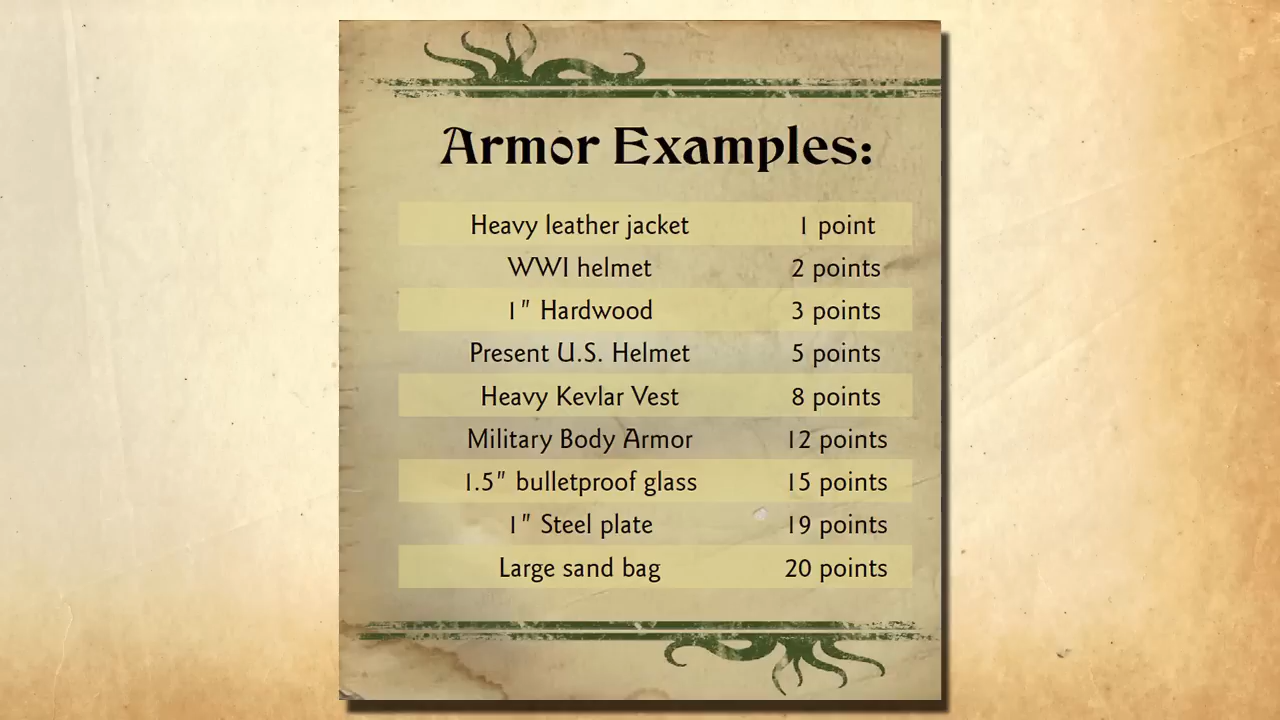 Armor Examples:
Heavy leather jacket 1 point
WWI helmet 2 points
1" Hardwood 3 points
Present U.S. Helmet 5 points
Heavy Kevlar Vest 8 points
Military Body Armor 12 points
1.5" bulletproof glass 15 points
1" Steel plate 19 points
Large sand bag 20 points